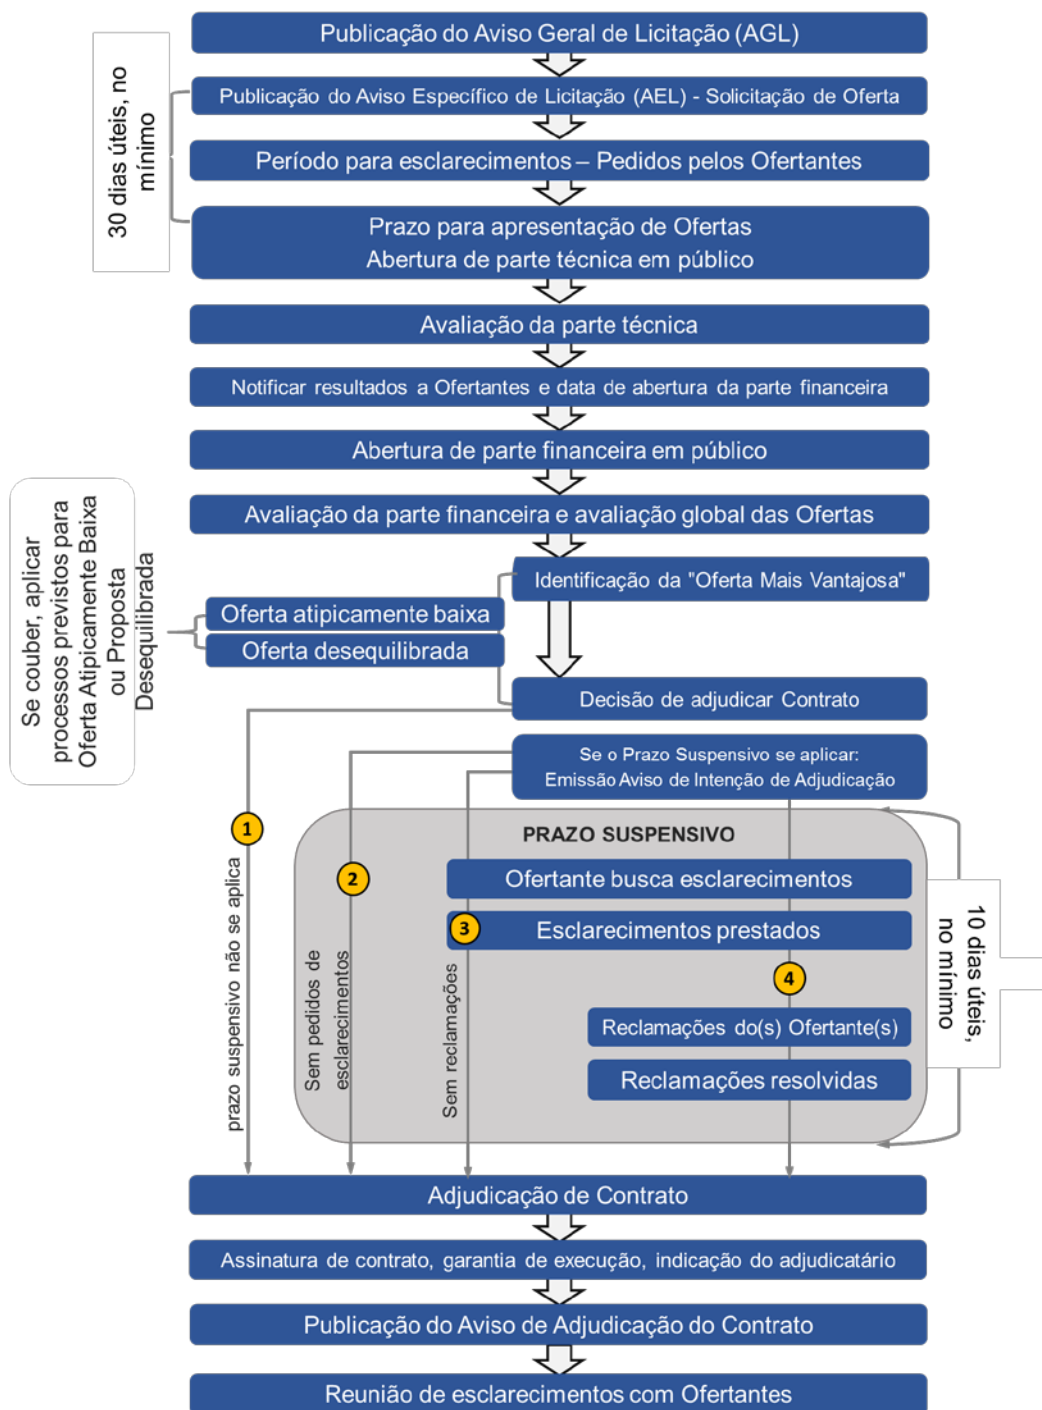 Publicação do Aviso Geral de Licitação (AGL)
30 dias úteis, no
mínimo
Publicação do Aviso Específico de Licitação (AEL) - Solicitação de Oferta
Período para esclarecimentos – Pedidos pelos Ofertantes
Prazo para apresentação de Ofertas
Abertura de parte técnica em público
Avaliação da parte técnica
Notificar resultados a Ofertantes e data de abertura da parte financeira
Abertura de parte financeira em público
Avaliação da parte financeira e avaliação global das Ofertas
Se couber, aplicar
processos previstos para
Oferta Atipicamente Baixa
ou Proposta
Desequilibrada
Identificação da "Oferta Mais Vantajosa"
Oferta atipicamente baixa
Oferta desequilibrada
Decisão de adjudicar Contrato
Se o Prazo Suspensivo se aplicar:
Emissão Aviso de Intenção de Adjudicação
1
prazo suspensivo não se aplica
PRAZO SUSPENSIVO
2
Sem pedidos de
esclarecimentos
Ofertante busca esclarecimentos
3
Esclarecimentos prestados
Sem reclamações
4
Reclamações do(s) Ofertante(s)
Reclamações resolvidas
10 dias úteis,
no mínimo
Adjudicação de Contrato
Assinatura de contrato, garantia de execução, indicação do adjudicatário
Publicação do Aviso de Adjudicação do Contrato
Reunião de esclarecimentos com Ofertantes